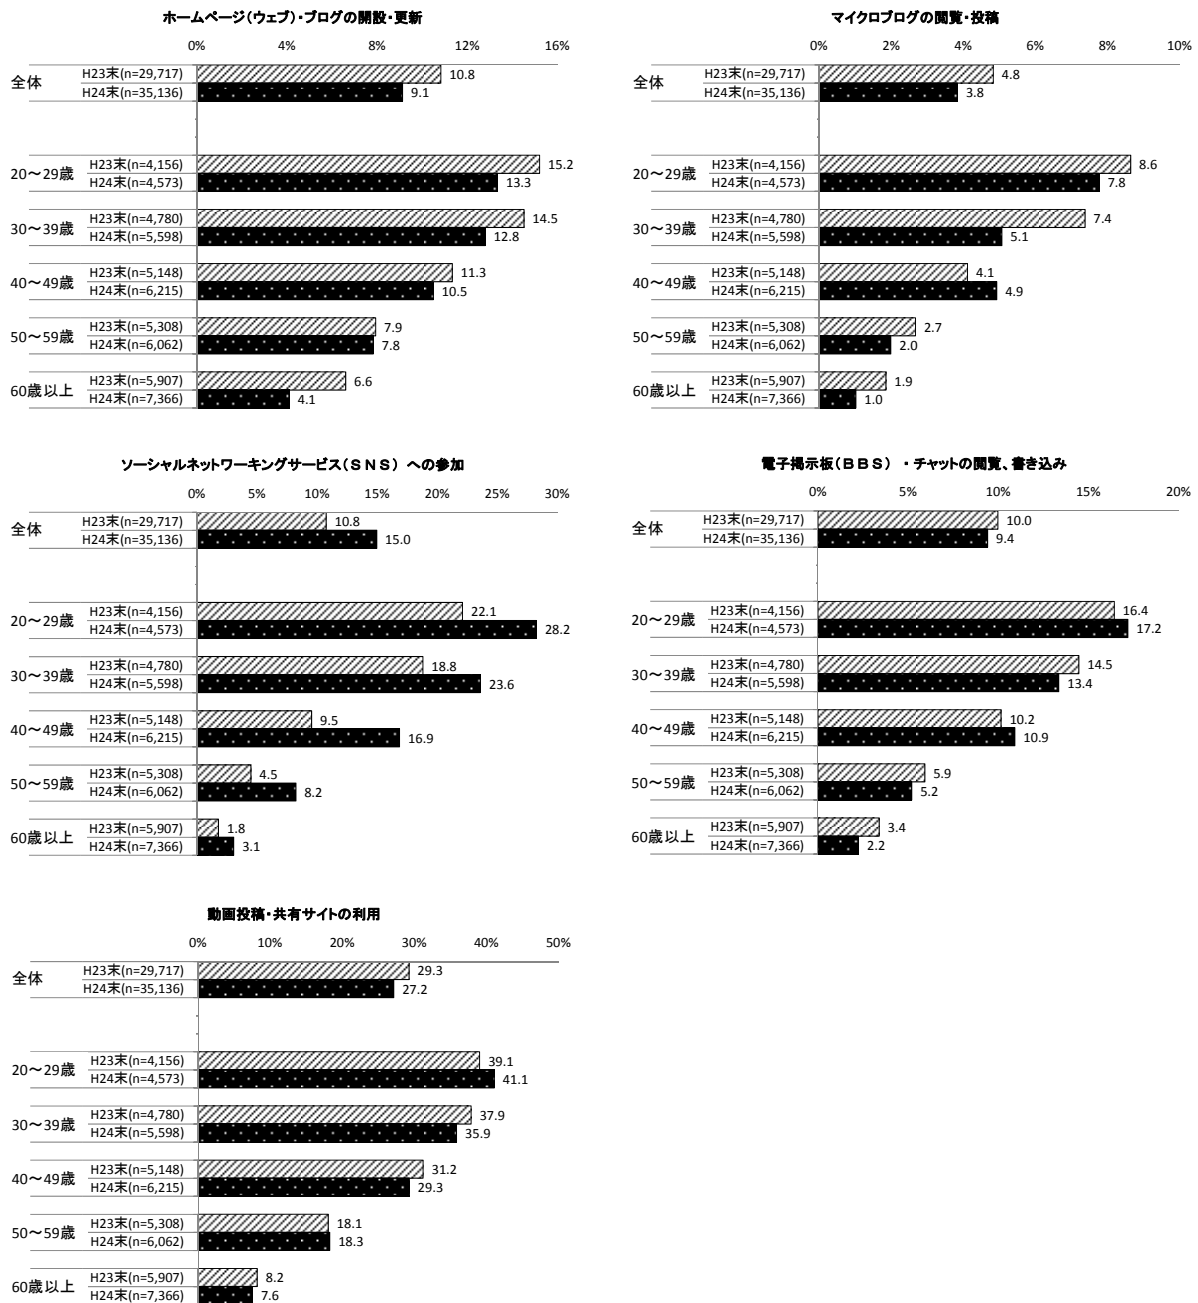 ホームページ(ウェブ)・ブログの開設・更新
0% 4% 8% 12% 16%
全体
H23末(n=29,717) 10.8
H24末(n=35,136) 9.1
20～29歳
H23末(n=4,156) 15.2
H24末(n=4,573) 13.3
30～39歳
H23末(n=4,780) 14.5
H24末(n=5,598) 12.8
40～49歳
H23末(n=5,148) 11.3
H24末(n=6,215) 10.5
50～59歳
H23末(n=5,308) 7.9
H24末(n=6,062) 7.8
60歳以上
H23末(n=5,907) 6.6
H24末(n=7,366) 4.1
マイクロブログの閲覧・投稿
0% 2% 4% 6% 8% 10%
全体
H23末(n=29,717) 4.8
H24末(n=35,136) 3.8
20～29歳
H23末(n=4,156) 8.6
H24末(n=4,573) 7.8
30～39歳
H23末(n=4,780) 7.4
H24末(n=5,598) 5.1
40～49歳
H23末(n=5,148) 4.1
H24末(n=6,215) 4.9
50～59歳
H23末(n=5,308) 2.7
H24末(n=6,062) 2.0
60歳以上
H23末(n=5,907) 1.9
H24末(n=7,366) 1.0
ソーシャルネットワーキングサービス(SNS) への参加
0% 5% 10% 15% 20% 25% 30%
全体
H23末(n=29,717) 10.8
H24末(n=35,136) 15.0
20～29歳
H23末(n=4,156) 22.1
H24末(n=4,573) 28.2
30～39歳
H23末(n=4,780) 18.8
H24末(n=5,598) 23.6
40～49歳
H23末(n=5,148) 9.5
H24末(n=6,215) 16.9
50～59歳
H23末(n=5,308) 4.5
H24末(n=6,062) 8.2
60歳以上
H23末(n=5,907) 1.8
H24末(n=7,366) 3.1
電子掲示板(BBS) ・チャットの閲覧、書き込み
0% 5% 10% 15% 20%
全体
H23末(n=29,717) 10.0
H24末(n=35,136) 9.4
20～29歳
H23末(n=4,156) 16.4
H24末(n=4,573) 17.2
30～39歳
H23末(n=4,780) 14.5
H24末(n=5,598) 13.4
40～49歳
H23末(n=5,148) 10.2
H24末(n=6,215) 10.9
50～59歳
H23末(n=5,308) 5.9
H24末(n=6,062) 5.2
60歳以上
H23末(n=5,907) 3.4
H24末(n=7,366) 2.2
動画投稿・共有サイトの利用
0% 10% 20% 30% 40% 50%
全体
H23末(n=29,717) 29.3
H24末(n=35,136) 27.2
20～29歳
H23末(n=4,156) 39.1
H24末(n=4,573) 41.1
30～39歳
H23末(n=4,780) 37.9
H24末(n=5,598) 35.9
40～49歳
H23末(n=5,148) 31.2
H24末(n=6,215) 29.3
50～59歳
H23末(n=5,308) 18.1
H24末(n=6,062) 18.3
60歳以上
H23末(n=5,907) 8.2
H24末(n=7,366) 7.6